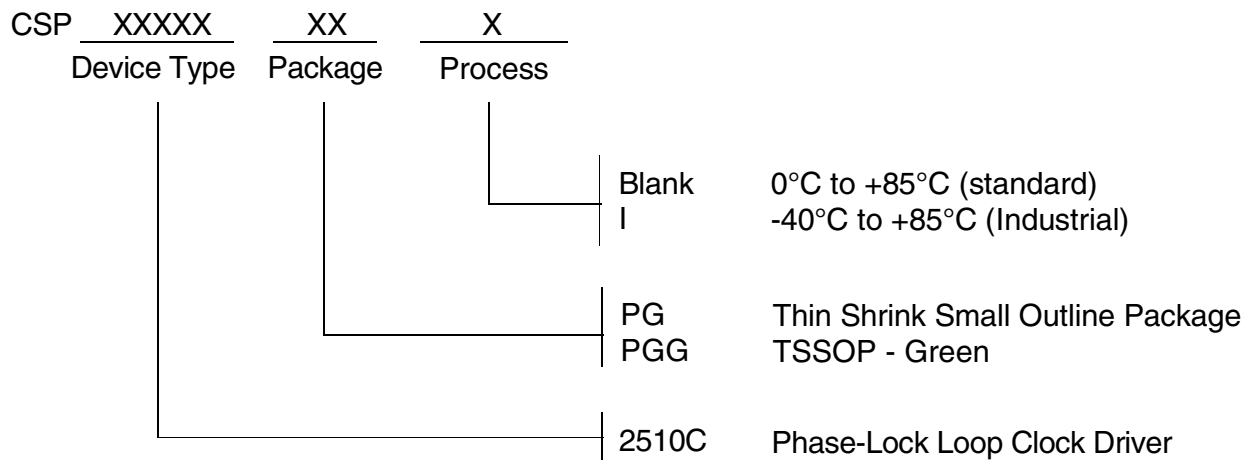 CSP XXXXX XX X
Device Type Package Process
Blank 0°C to +85°C (standard)
I -40°C to +85°C (Industrial)
PG Thin Shrink Small Outline Package
PGG TSSOP - Green
2510C Phase-Lock Loop Clock Driver